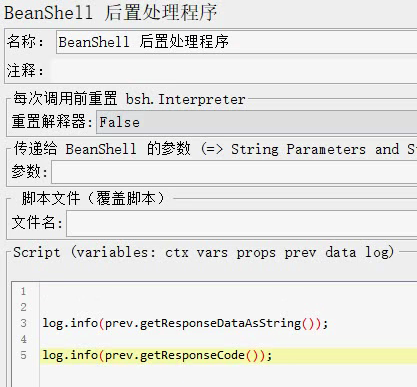 BeanShell 后置处理程序
名称: BeanShell 后置处理程序
注释:
每次调用前重置 bsh.Interpreter
重置解释器: False
传递给 BeanShell 的参数 (=> String Parameters and S
参数:
脚本文件（覆盖脚本）
文件名:
Script (variables: ctx vars props prev data log)
1
2
3 log.info(prev.getResponseDataAsString());
4
5 log.info(prev.getResponseCode());